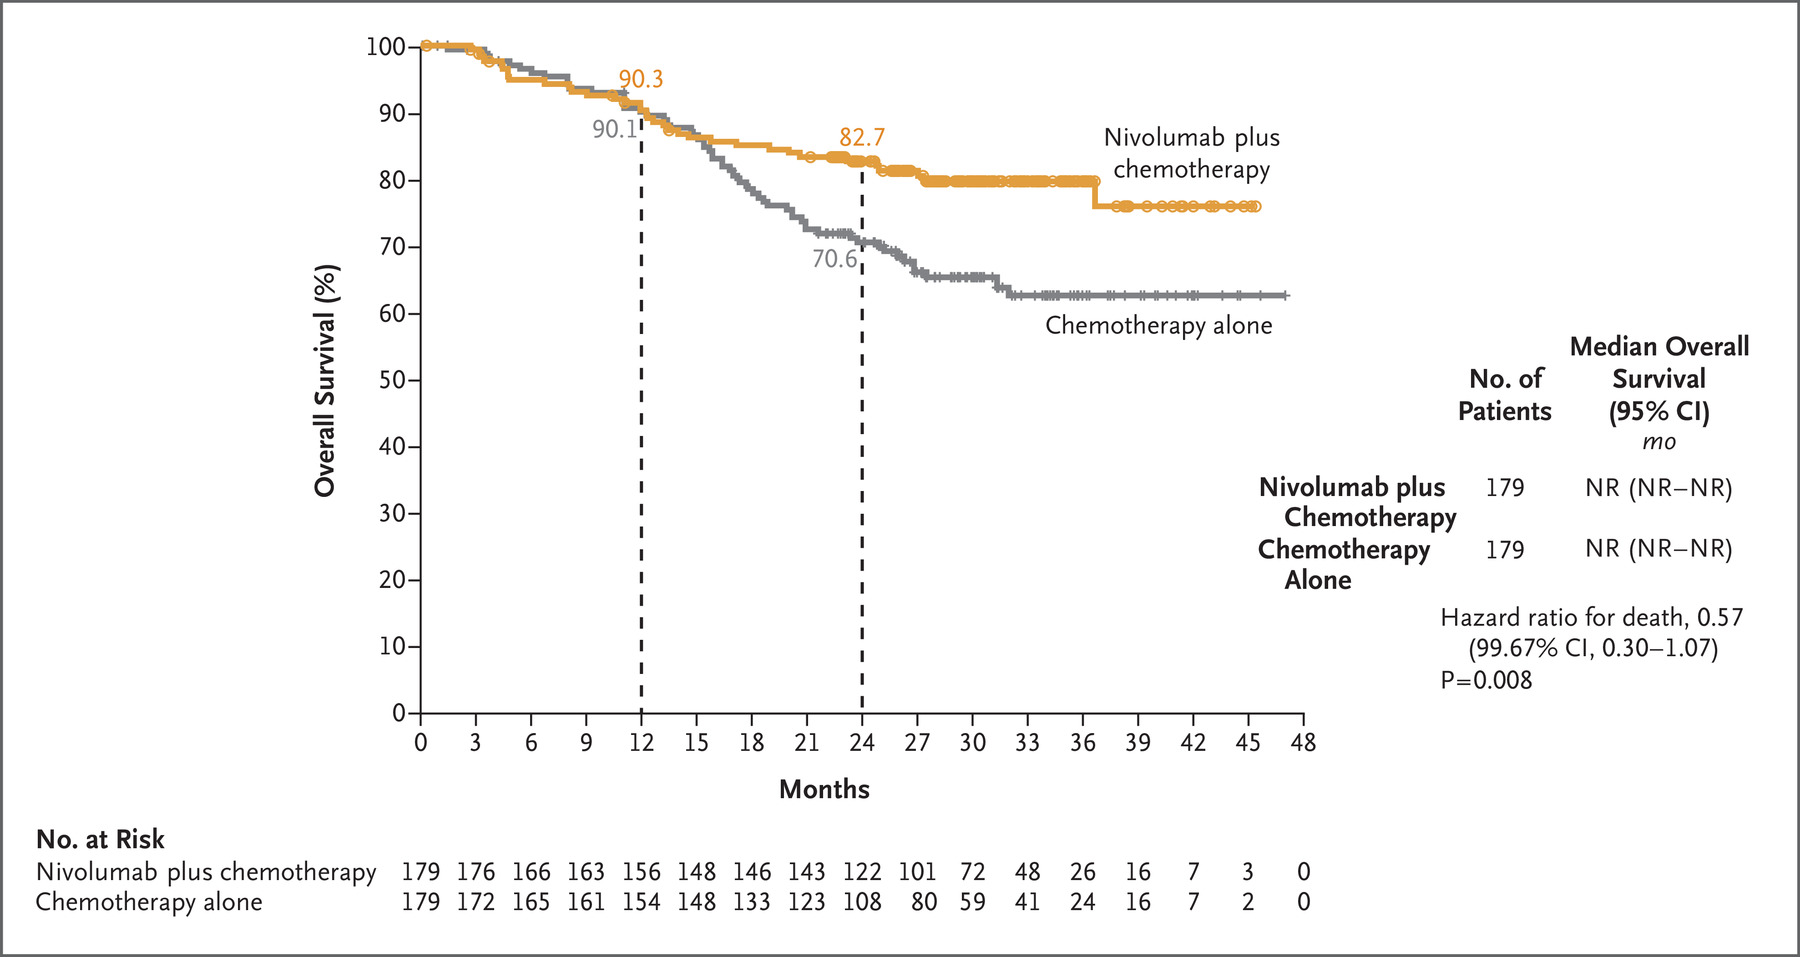 100
90
80
70
60
50
40
30
20
10
0
Overall Survival (%)
90.3
90.1
82.7
70.6
Nivolumab plus
chemotherapy
Chemotherapy alone
0 3 6 9 12 15 18 21 24 27 30 33 36 39 42 45 48
Months
Median Overall
No. of Survival
Patients (95% CI)
mo
Nivolumab plus 179 NR (NR–NR)
Chemotherapy
Chemotherapy 179 NR (NR–NR)
Alone
Hazard ratio for death, 0.57
(99.67% CI, 0.30–1.07)
P=0.008
No. at Risk
Nivolumab plus chemotherapy 179 176 166 163 156 148 146 143 122 101 72 48 26 16 7 3 0
Chemotherapy alone 179 172 165 161 154 148 133 123 108 80 59 41 24 16 7 2 0